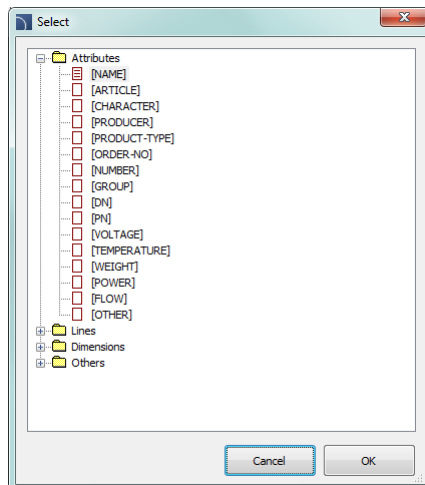 Select
Attributes
[NAME]
[ARTICLE]
[CHARACTER]
[PRODUCER]
[PRODUCT-TYPE]
[ORDER-NO]
[NUMBER]
[GROUP]
[DN]
[PN]
[VOLTAGE]
[TEMPERATURE]
[WEIGHT]
[POWER]
[FLOW]
[OTHER]
Lines
Dimensions
Others
Cancel OK